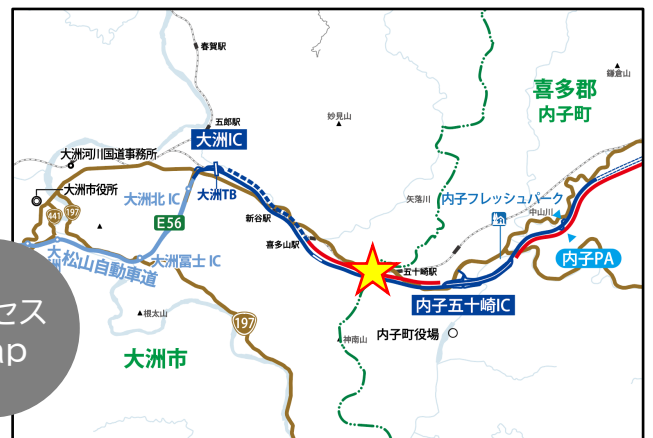 春賀駅
鎌倉山
喜多郡
内子町
妙見山
五郎駅
大洲IC
大洲河川国道事務所
大洲市役所
大洲北 IC
大洲TB
矢落川
内子フレッシュパーク
中山川
441
197
E56
新谷駅
喜多山駅
五十崎駅
内子PA
大洲
松山自動車道
大洲冨士 IC
内子五十崎IC
セス
ap
根太山
197
神南山
内子町役場
大洲市